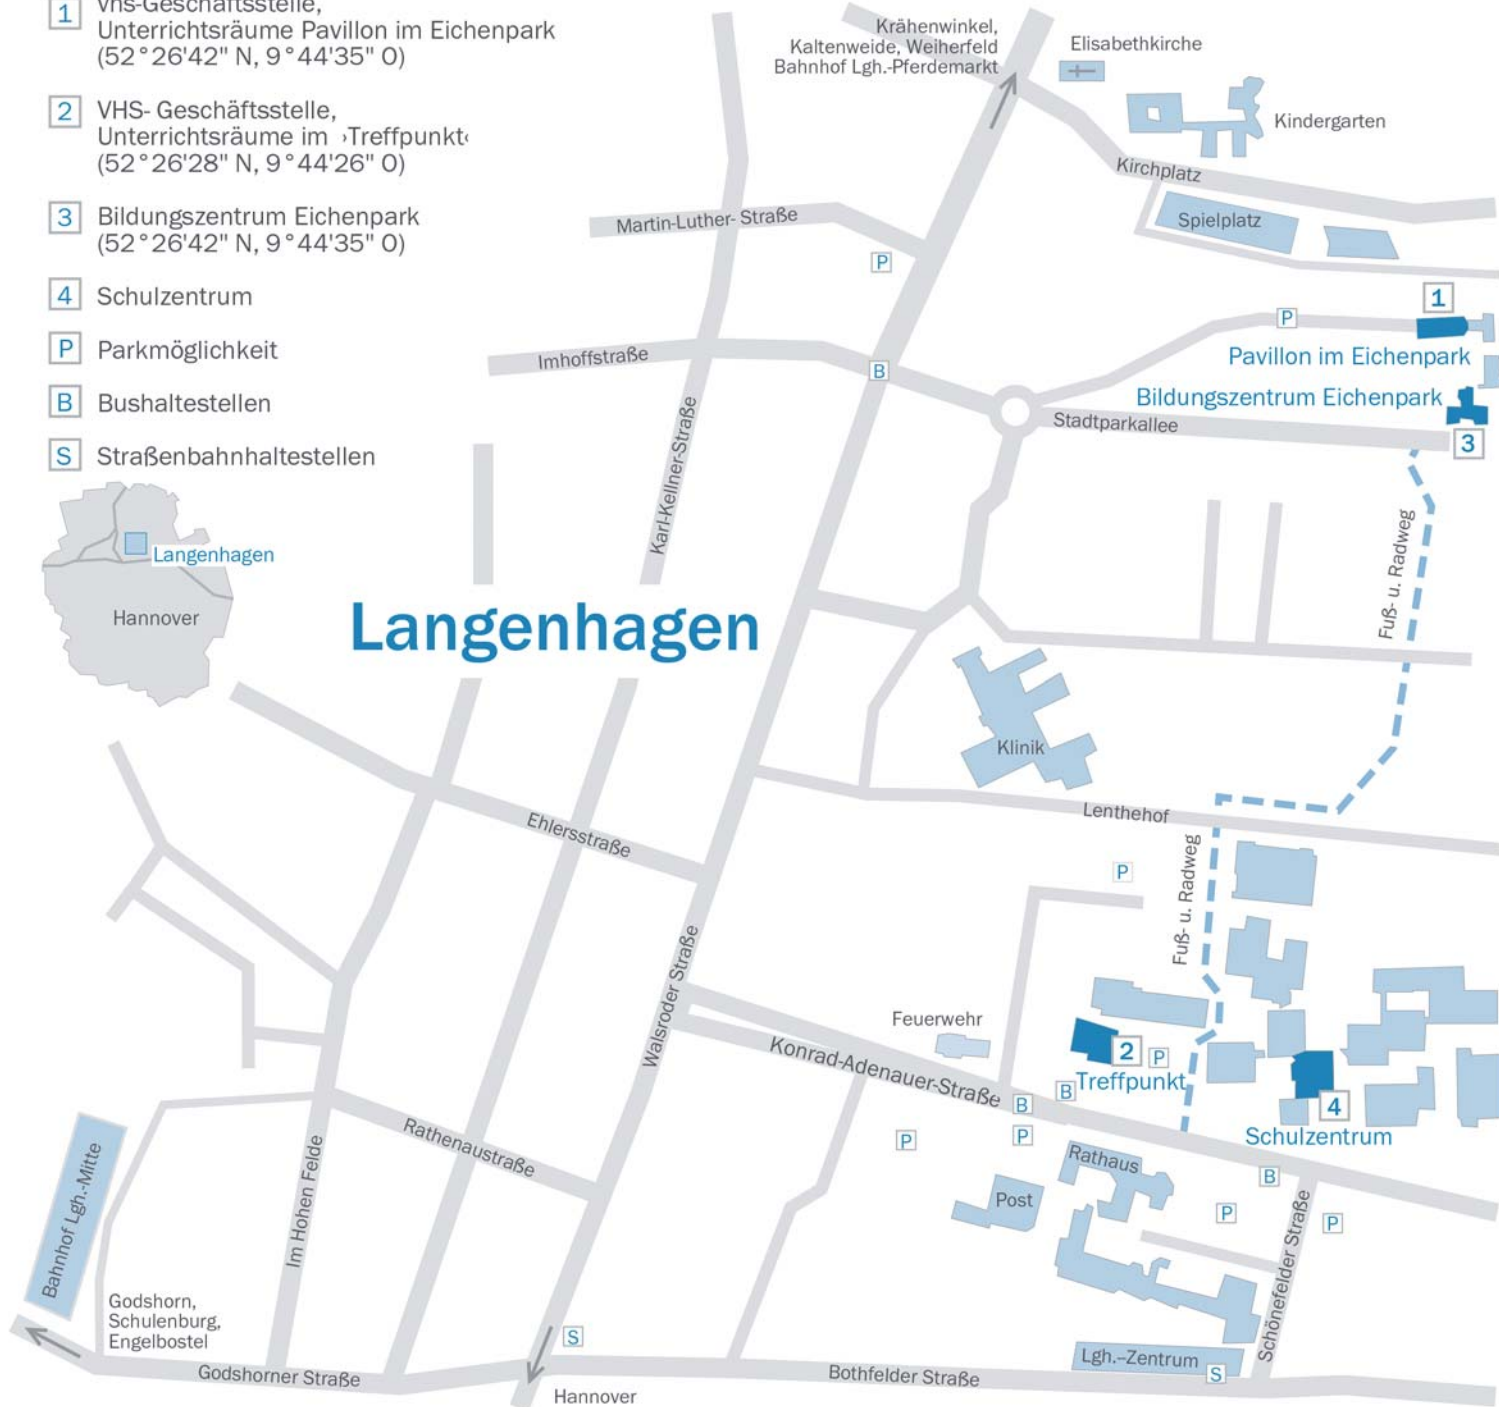 1 vhs-Geschäftsstelle,
Unterrichtsräume Pavillon im Eichenpark
(52°26'42" N, 9°44'35" O)
2 VHS- Geschäftsstelle,
Unterrichtsräume im ›Treffpunkt‹
(52°26'28" N, 9°44'26" O)
3 Bildungszentrum Eichenpark
(52°26'42" N, 9°44'35" O)
4 Schulzentrum
P Parkmöglichkeit
B Bushaltestellen
S Straßenbahnhaltestellen
Langenhagen
Hannover
Krähenwinkel,
Kaltenweide, Weiherfeld
Bahnhof Lgh.-Pferdemarkt
Elisabethkirche
Kindergarten
Kirchplatz
Spielplatz
Martin-Luther- Straße
P
1
P
Pavillon im Eichenpark
Imhoffstraße
B
Bildungszentrum Eichenpark
Stadtparkallee
3
Karl-Kellner-Straße
Fuß- u. Radweg
Langenhagen
Klinik
Lenthehof
Ehlersstraße
P
Fuß- u. Radweg
Walsroder Straße
Feuerwehr
Konrad-Adenauer-Straße
2
P
Treffpunkt
B
B
4
Schulzentrum
P
P
Rathaus
B
Post
P
P
Rathenaustraße
Im Hohen Felde
Bahnhof Lgh.-Mitte
Schönefelder Straße
Godshorn,
Schulenburg,
Engelbostel
S
Lgh.–Zentrum
S
Godshorner Straße
Bothfelder Straße
Hannover